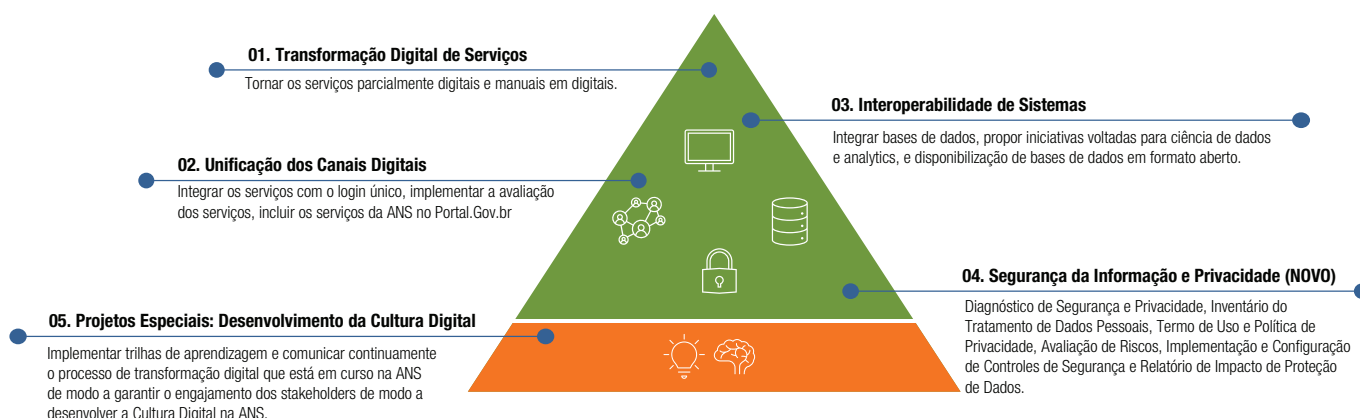 01. Transformação Digital de Serviços
Tornar os serviços parcialmente digitais e manuais em digitais.
02. Unificação dos Canais Digitais
Integrar os serviços com o login único, implementar a avaliação
dos serviços, incluir os serviços da ANS no Portal.Gov.br
03. Interoperabilidade de Sistemas
Integrar bases de dados, propor iniciativas voltadas para ciência de dados
e analytics, e disponibilização de bases de dados em formato aberto.
04. Segurança da Informação e Privacidade (NOVO)
Diagnóstico de Segurança e Privacidade, Inventário do
Tratamento de Dados Pessoais, Termo de Uso e Política de
Privacidade, Avaliação de Riscos, Implementação e Configuração
de Controles de Segurança e Relatório de Impacto de Proteção
de Dados.
05. Projetos Especiais: Desenvolvimento da Cultura Digital
Implementar trilhas de aprendizagem e comunicar continuamente
o processo de transformação digital que está em curso na ANS
de modo a garantir o engajamento dos stakeholders de modo a
desenvolver a Cultura Digital na ANS.